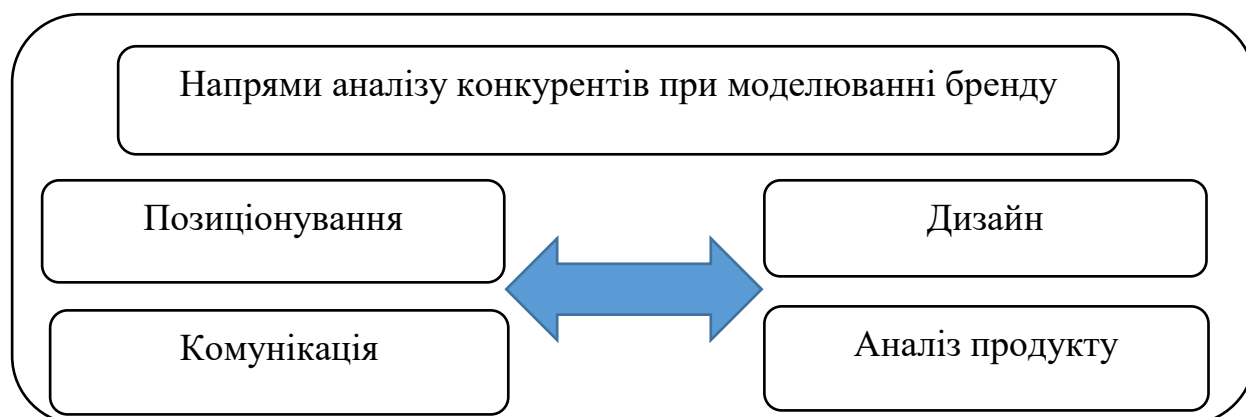 Напрями аналізу конкурентів при моделюванні бренду
Позиціонування
Дизайн
Комунікація
Аналіз продукту